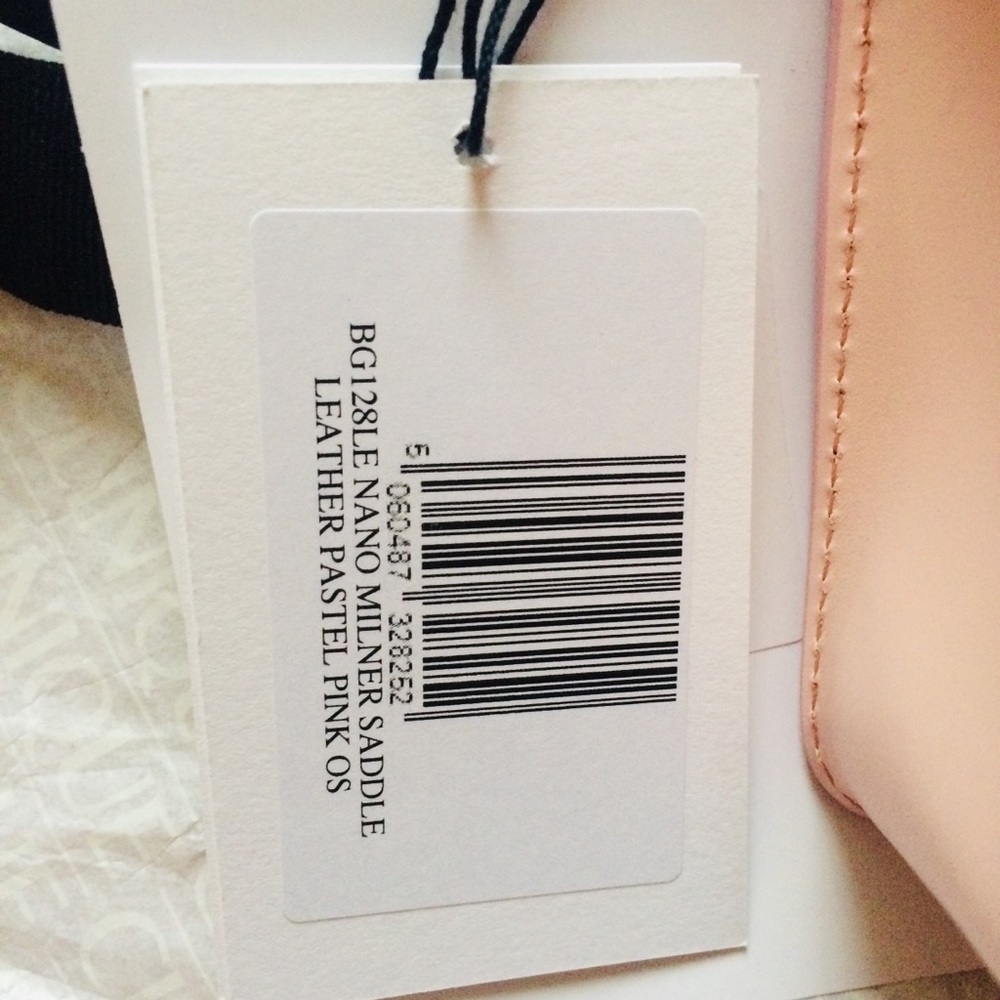 5 060487 328252
BG128LE NANO MILNER SADDLE
LEATHER PASTEL PINK OS